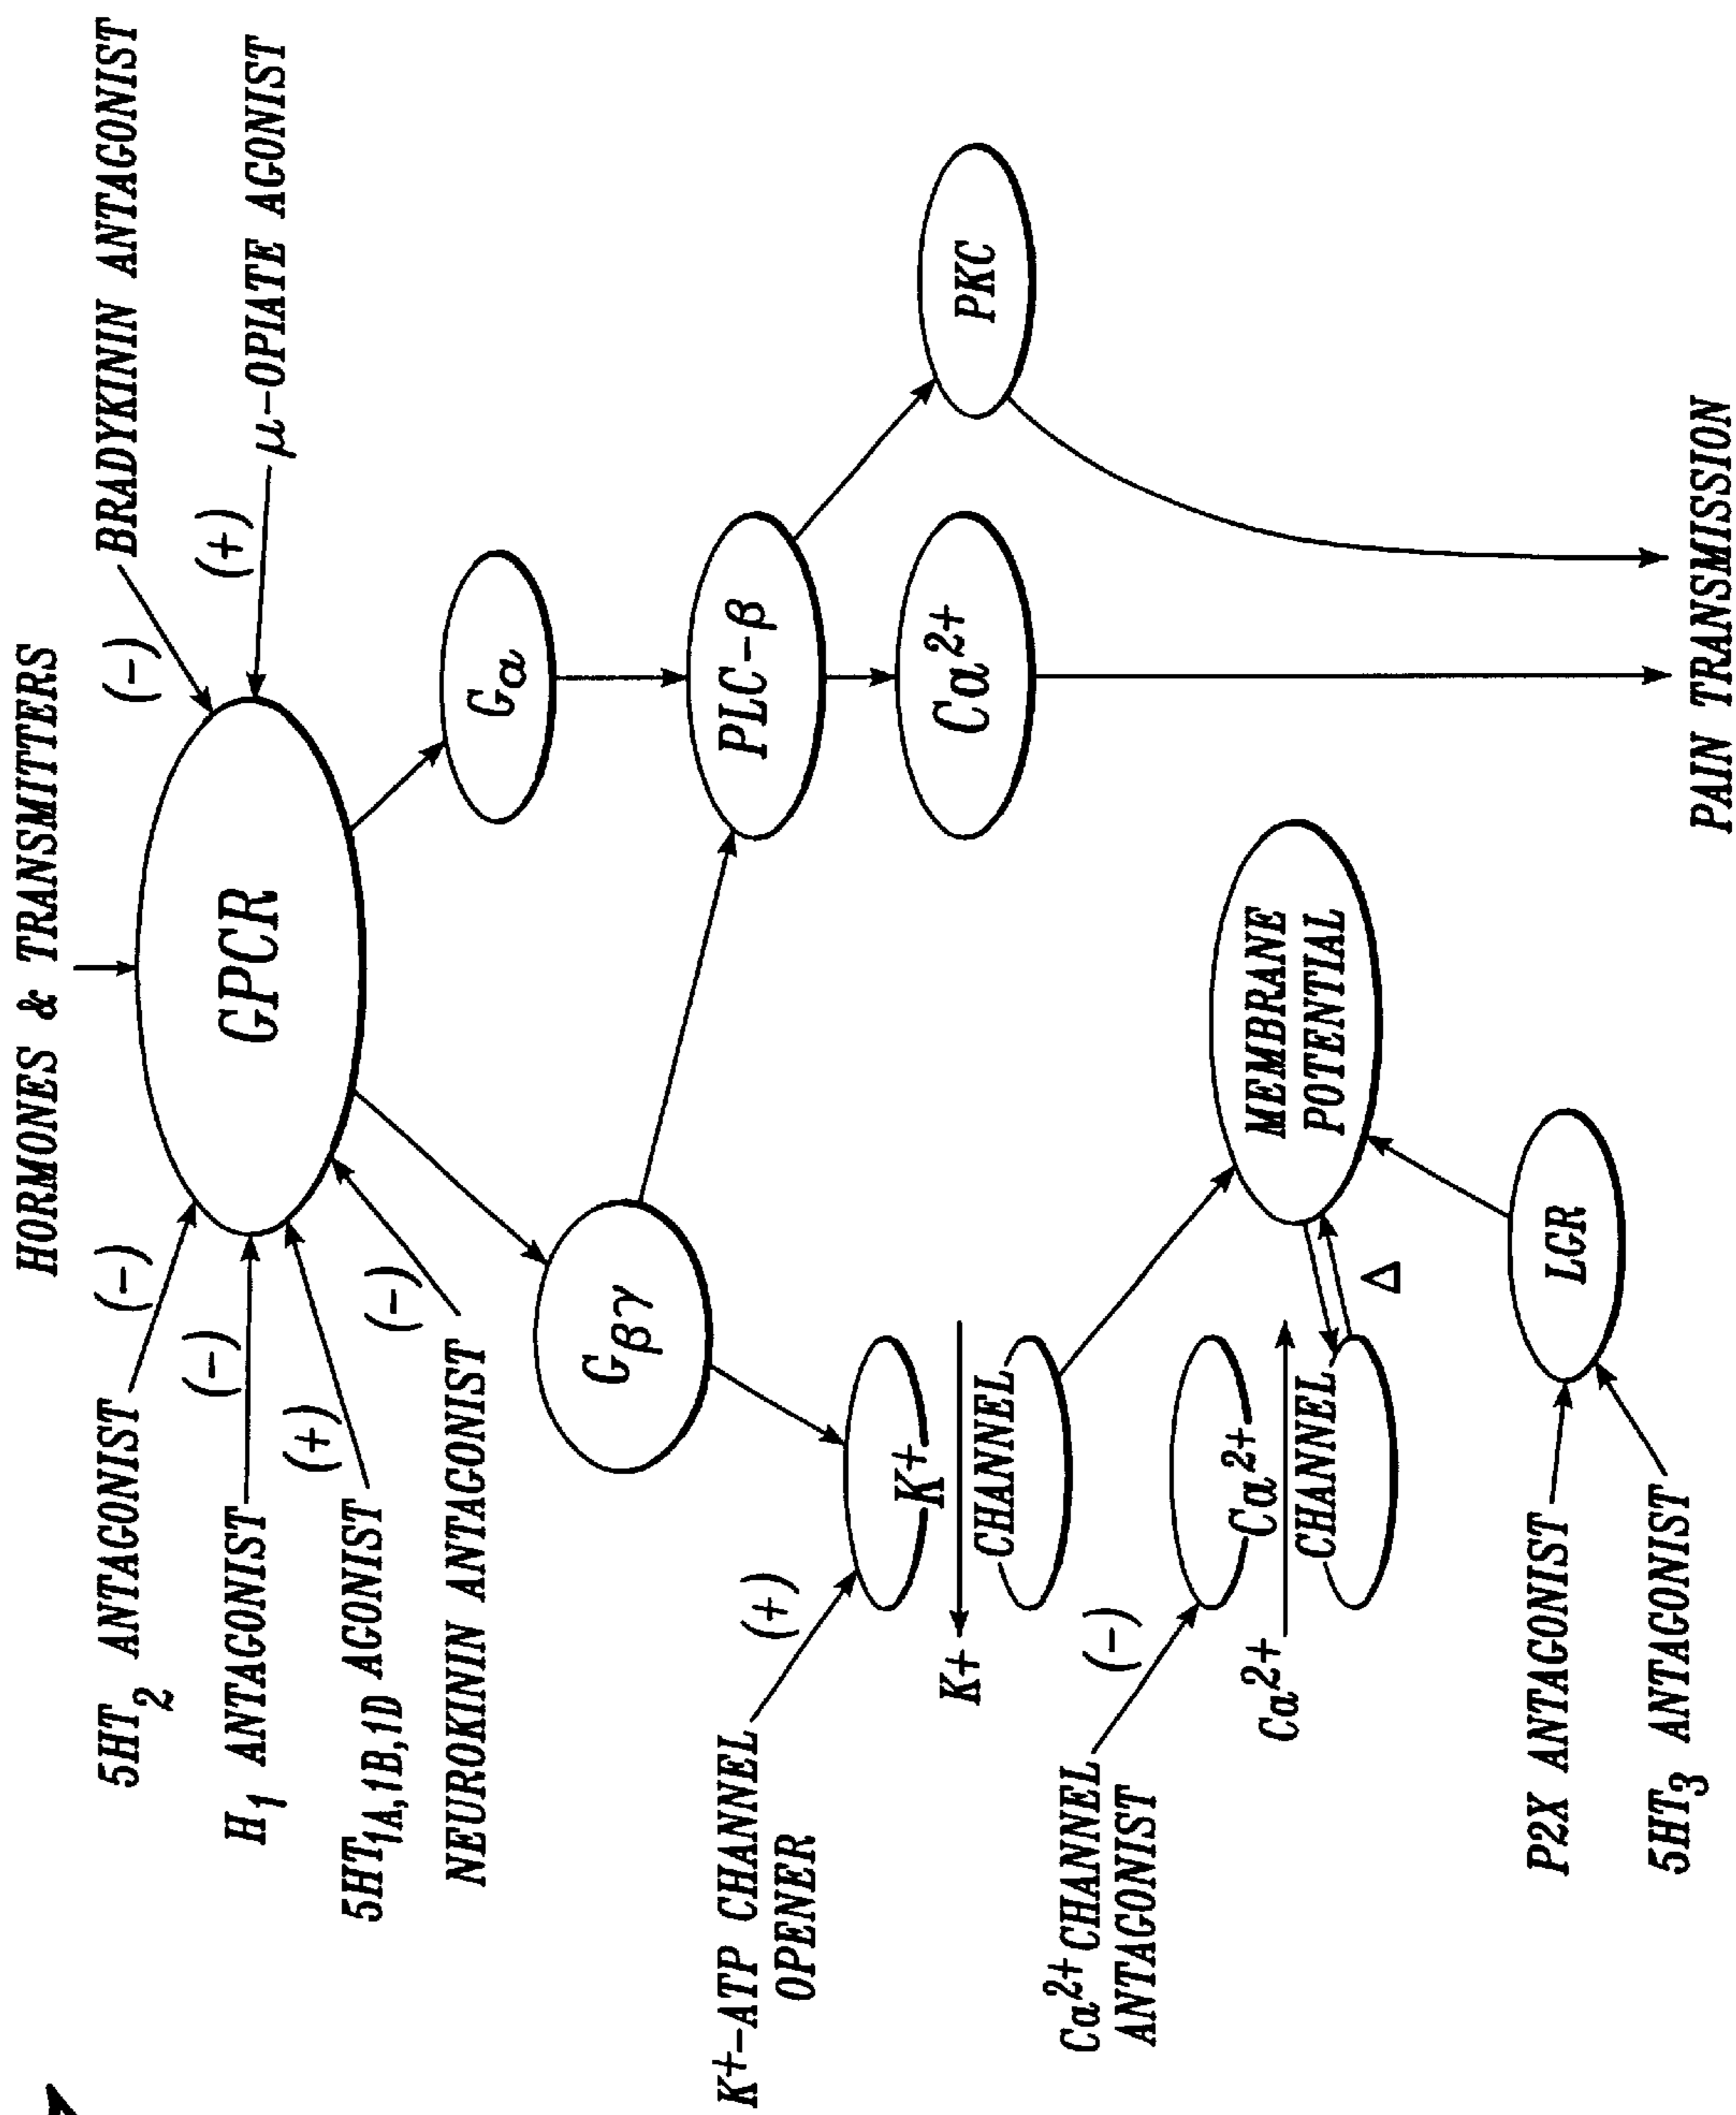 HORMONES & TRANSMITTERS
5HT2 ANTAGONIST
(-)
(-)
BRADYKININ ANTAGONIST
H1 ANTAGONIST
(-)
GPCR
(+)
μ-OPIATE AGONIST
5HT1A,1B,1D AGONIST
(+)
NEUROKININ ANTAGONIST
(-)
Gα
Gβγ
PLC-β
K+-ATP CHANNEL
OPENER
(+)
K+
K+
CHANNEL
Ca2+
PKC
Ca2+ CHANNEL
ANTAGONIST
(-)
Ca2+
Ca2+
CHANNEL
MEMBRANE
POTENTIAL
Δ
P2X ANTAGONIST
LGR
5HT3 ANTAGONIST
PAIN TRANSMISSION